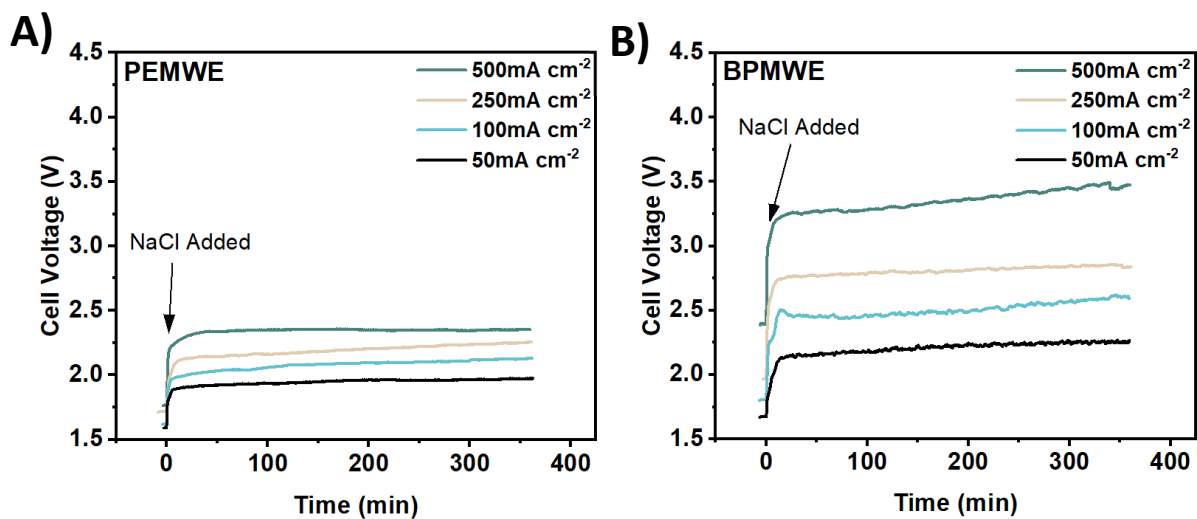 A)
PEMWE
500mA cm-2
250mA cm-2
100mA cm-2
50mA cm-2
NaCl Added
Cell Voltage (V)
4.5
4.0
3.5
3.0
2.5
2.0
1.5
0
100
200
300
400
Time (min)
B)
BPMWE
500mA cm-2
250mA cm-2
100mA cm-2
50mA cm-2
NaCl Added
Cell Voltage (V)
4.5
4.0
3.5
3.0
2.5
2.0
1.5
0
100
200
300
400
Time (min)